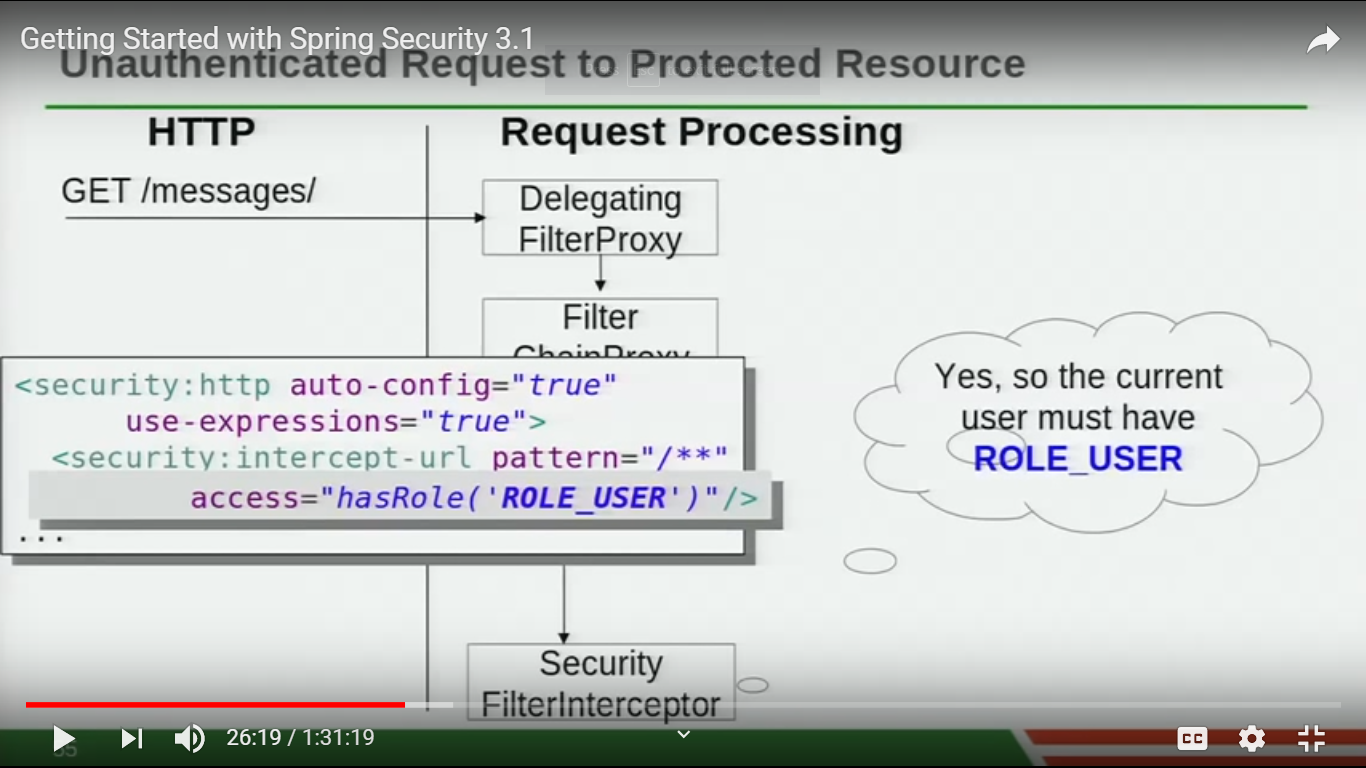 Getting Started with Spring Security 3.1
Unauthenticated Request to Protected Resource
HTTP
Request Processing
GET /messages/
Delegating
FilterProxy
Filter
ChainProxy
<security:http auto-config="true"
use-expressions="true">
<security:intercept-url pattern="/**"
access="hasRole('ROLE_USER')"/>
...
Yes, so the current
user must have
ROLE_USER
Security
FilterInterceptor
26:19 / 1:31:19
CC
35